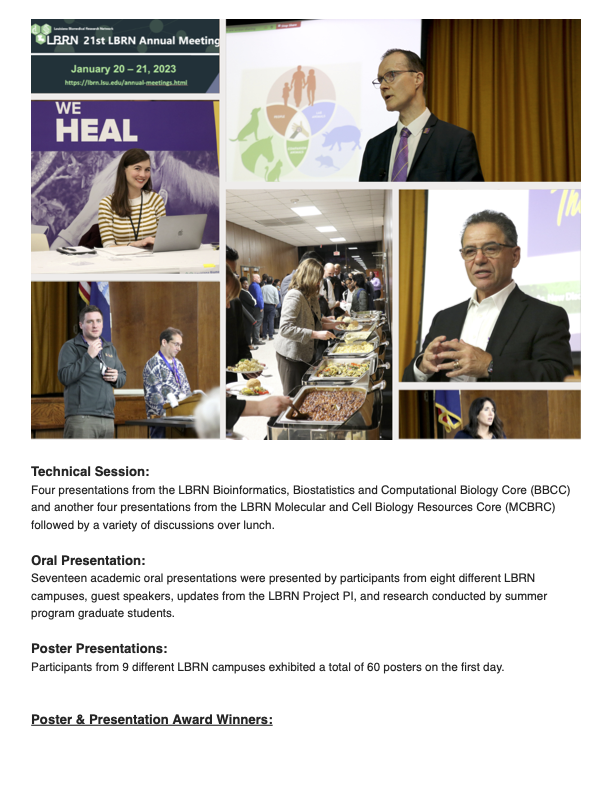 Louisiana Biomedical Research Network
LBRN 21st LBRN Annual Meeting
January 20 – 21, 2023
https://lbrn.lsu.edu/annual-meetings.html
WE
HEAL
Technical Session:
Four presentations from the LBRN Bioinformatics, Biostatistics and Computational Biology Core (BBCC)
and another four presentations from the LBRN Molecular and Cell Biology Resources Core (MCBRC)
followed by a variety of discussions over lunch.
Oral Presentation:
Seventeen academic oral presentations were presented by participants from eight different LBRN
campuses, guest speakers, updates from the LBRN Project PI, and research conducted by summer
program graduate students.
Poster Presentations:
Participants from 9 different LBRN campuses exhibited a total of 60 posters on the first day.
Poster & Presentation Award Winners: